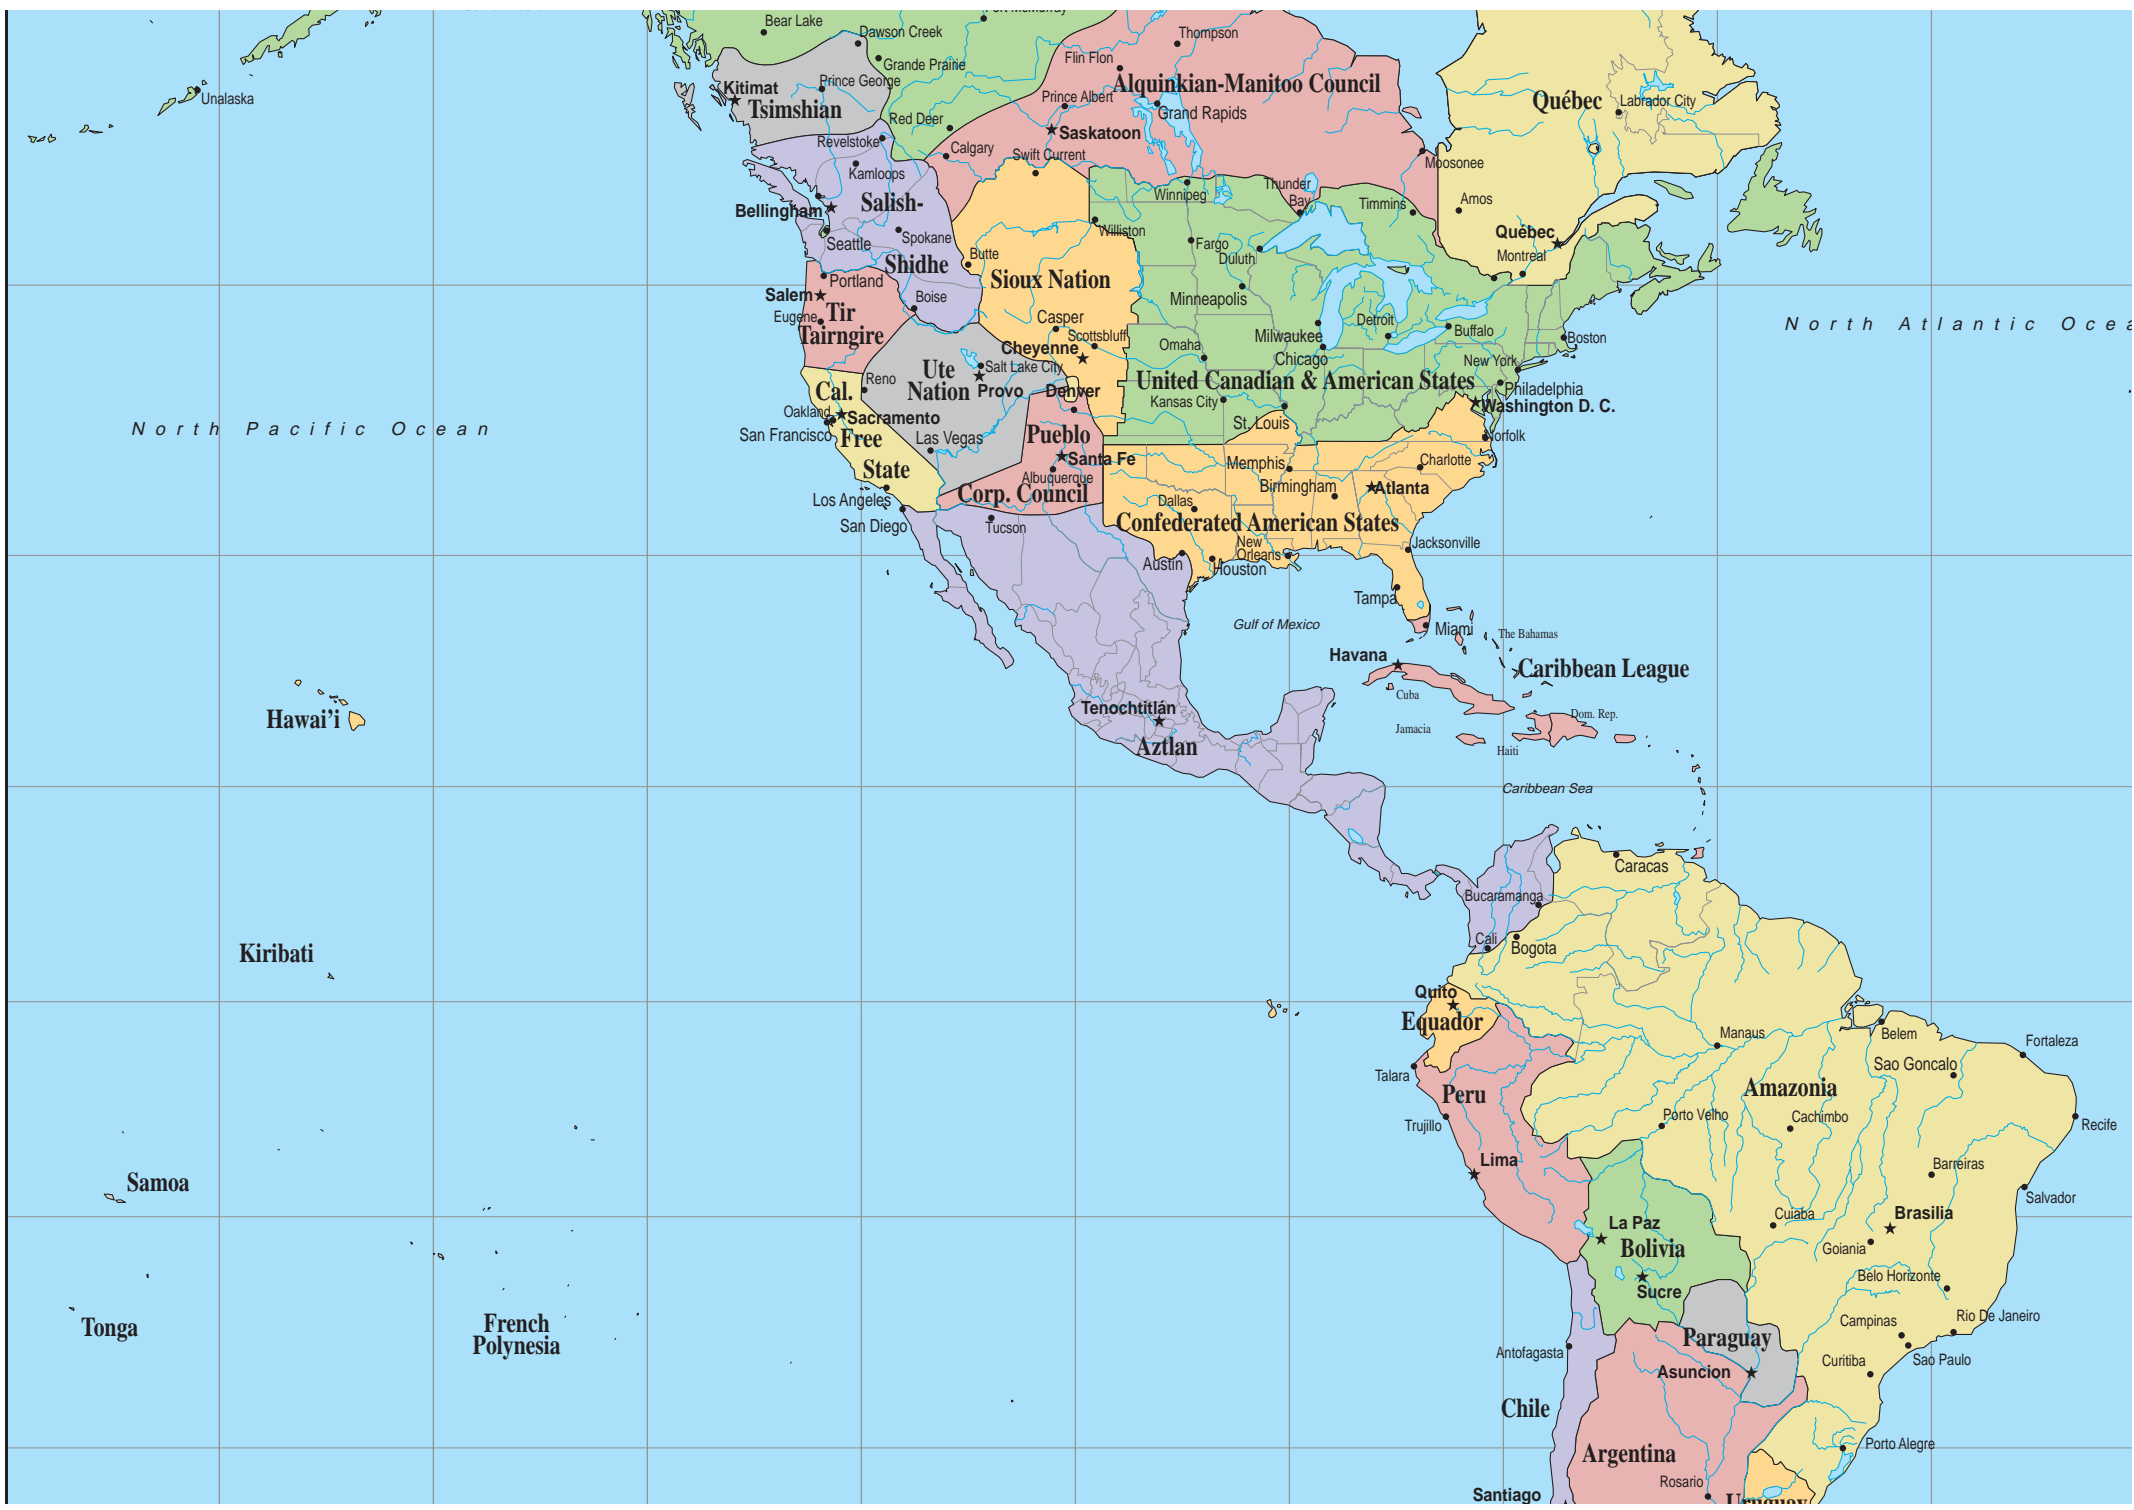 Bear Lake
Dawson Creek
Grande Prairie
Thompson
Flin Flon
Alquinkian-Manitoo Council
Unalaska
Kitimat
Prince George
Tsimshian
Prince Albert
Grand Rapids
Québec
Labrador City
Red Deer
Saskatoon
Revelstoke
Calgary
Swift Current
Moosonee
Kamloops
Winnipeg
Thunder
Bay
Timmins
Amos
Bellingham
Salish-
Shidhe
Seattle
Spokane
Butte
Williston
Fargo
Duluth
Québec
Montreal
Sioux Nation
Portland
Salem
Eugene
Tir
Tairngire
Boise
Casper
Scottsbluff
Cheyenne
Minneapolis
Milwaukee
Chicago
Detroit
Buffalo
Boston
North Atlantic Ocea
Omaha
New York
Philadelphia
United Canadian & American States
Washington D. C.
Kansas City
St. Louis
Norfolk
Ute
Nation
Salt Lake City
Provo
Denver
Reno
Cal.
Free
State
Oakland
Sacramento
San Francisco
North Pacific Ocean
Las Vegas
Pueblo
Corp. Council
Santa Fe
Albuquerque
Memphis
Charlotte
Birmingham
Atlanta
Los Angeles
San Diego
Tucson
Dallas
Confederated American States
New
Orleans
Jacksonville
Austin
Houston
Tampa
Miami
Gulf of Mexico
The Bahamas
Havana
Caribbean League
Cuba
Jamacia
Haiti
Dom. Rep.
Hawai'i
Tenochtitlán
Aztlan
Caribbean Sea
Caracas
Bucaramanga
Cali
Bogota
Kiribati
Quito
Equador
Manaus
Belem
Fortaleza
Sao Goncalo
Talara
Peru
Amazonia
Trujillo
Porto Velho
Cachimbo
Recife
Lima
Barreiras
Samoa
Salvador
La Paz
Bolivia
Cuiaba
Brasilia
Goiania
Sucre
Belo Horizonte
Tonga
French
Polynesia
Paraguay
Campinas
Rio De Janeiro
Antofagasta
Asuncion
Curitiba
Sao Paulo
Chile
Argentina
Porto Alegre
Rosario
Santiago
Uruguay